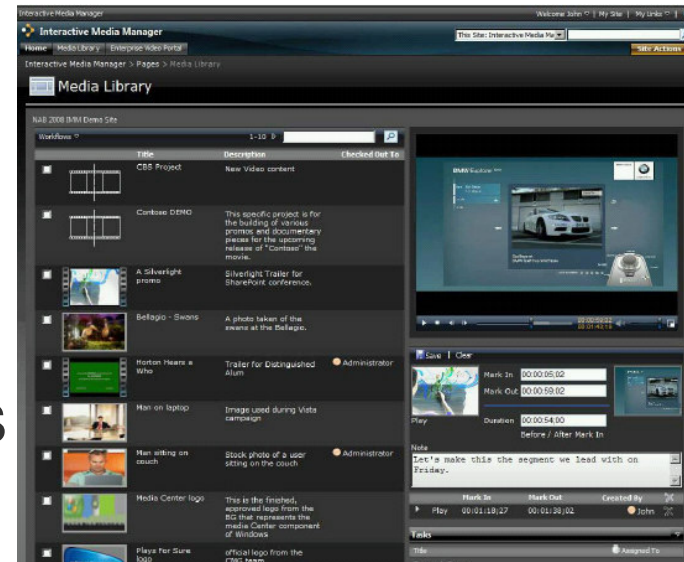 Interactive Media Manager
Welcome John | My Site | My Links
Interactive Media Manager
This Site: Interactive Media Ma
Home Media Library Enterprise Video Portal
Site Actions
Interactive Media Manager > Pages > Media Library
Media Library
NAB 2008 IMM Demo Site
Workflows
1-10
Title Description Checked Out To
CBS Project New Video content
Contoso DEMO This specific project is for
the building of various
promos and documentary
pieces for the upcoming
release of "Contoso" the
movie.
A Silverlight
promo
Silverlight Trailer for
SharePoint conference.
Bellagio - Swans A photo taken of the
swans at the Bellagio.
Horton Hears a
Who
Trailer for Distinguished
Alum
Administrator
Man on laptop Image used during Vista
campaign
Man sitting on
couch
Stock photo of a user
sitting on the couch
Administrator
Media Center logo This is the finished,
approved logo from the
BG that represents the
media Center component
of Windows
Plays For Sure
logo
official logo from the
CMG team
S
BMW
Save | Clear
Mark In 00:00:05;02
Mark Out 00:00:59:02
Play
Duration 00:00:54;00
Before / After Mark In
Note
Let's make this the segment we lead with on
Friday.
Mark In Mark Out Created By
Play 00:01:18;27 00:01:38;02 John
Tasks
Title Assigned To